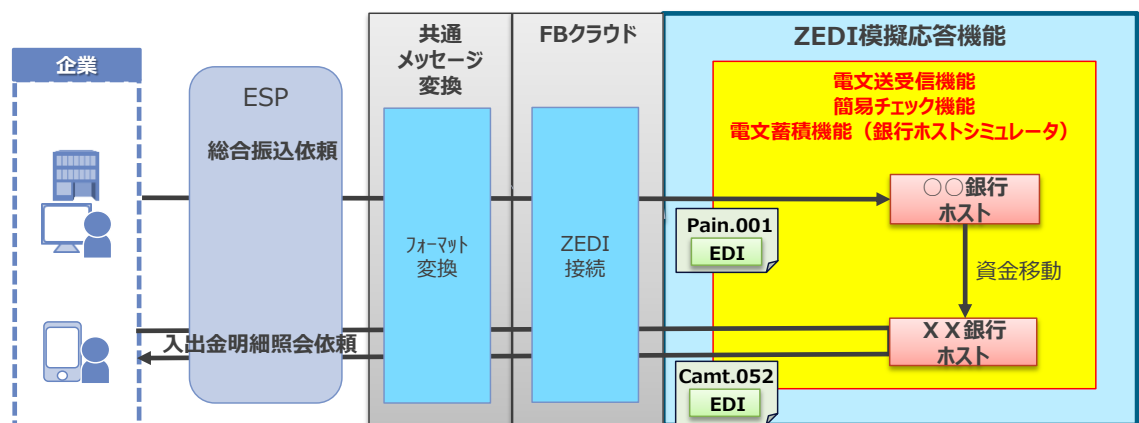 企業
ESP
総合振込依頼
入出金明細照会依頼
共通
メッセージ
変換
フォーマット
変換
FBクラウド
ZEDI
接続
ZEDI模擬応答機能
電文送受信機能
簡易チェック機能
電文蓄積機能（銀行ホストシミュレータ）
Pain.001
EDI
○○銀行
ホスト
資金移動
ＸＸ銀行
ホスト
Camt.052
EDI